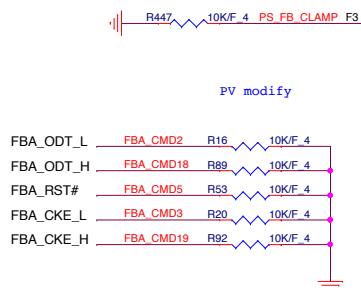 R447 10K/F_4 PS_FB_CLAMP F3
PV modify
FBA_ODT_L FBA_CMD2 R16 10K/F_4
FBA_ODT_H FBA_CMD18 R89 10K/F_4
FBA_RST# FBA_CMD5 R53 10K/F_4
FBA_CKE_L FBA_CMD3 R20 10K/F_4
FBA_CKE_H FBA_CMD19 R92 10K/F_4